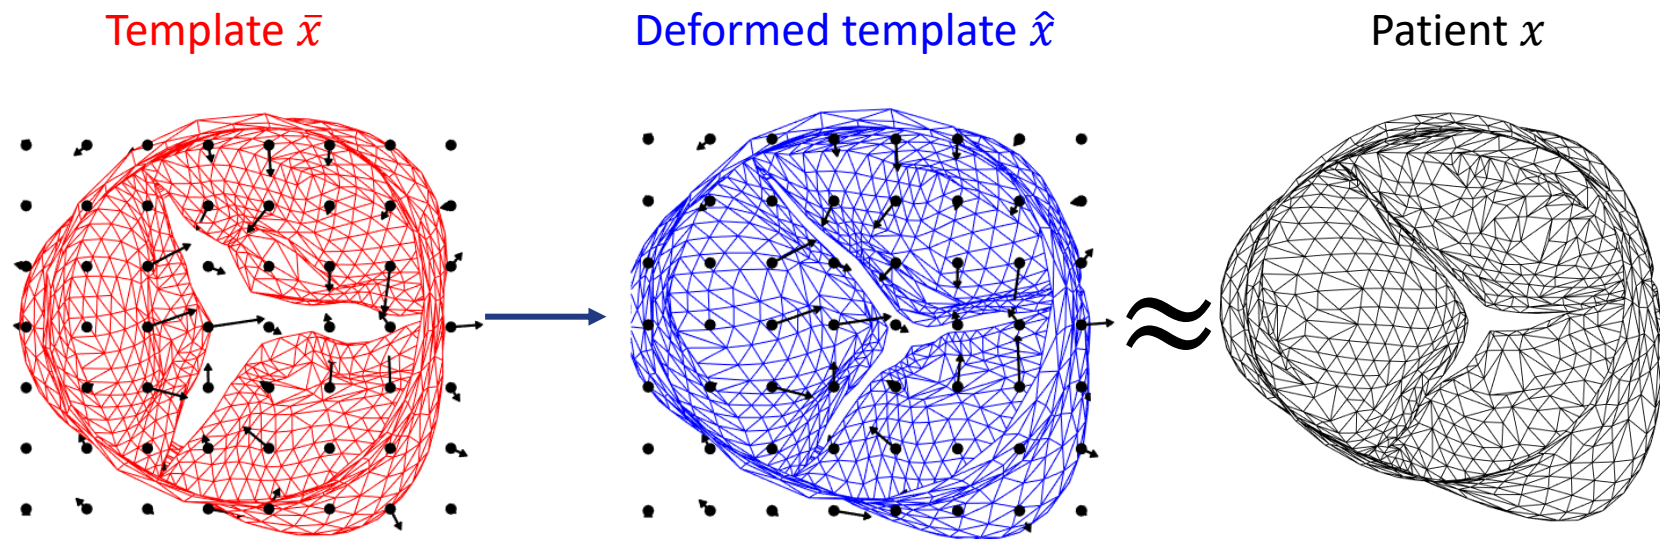 Template x̄
Deformed template x̂
Patient x
≈